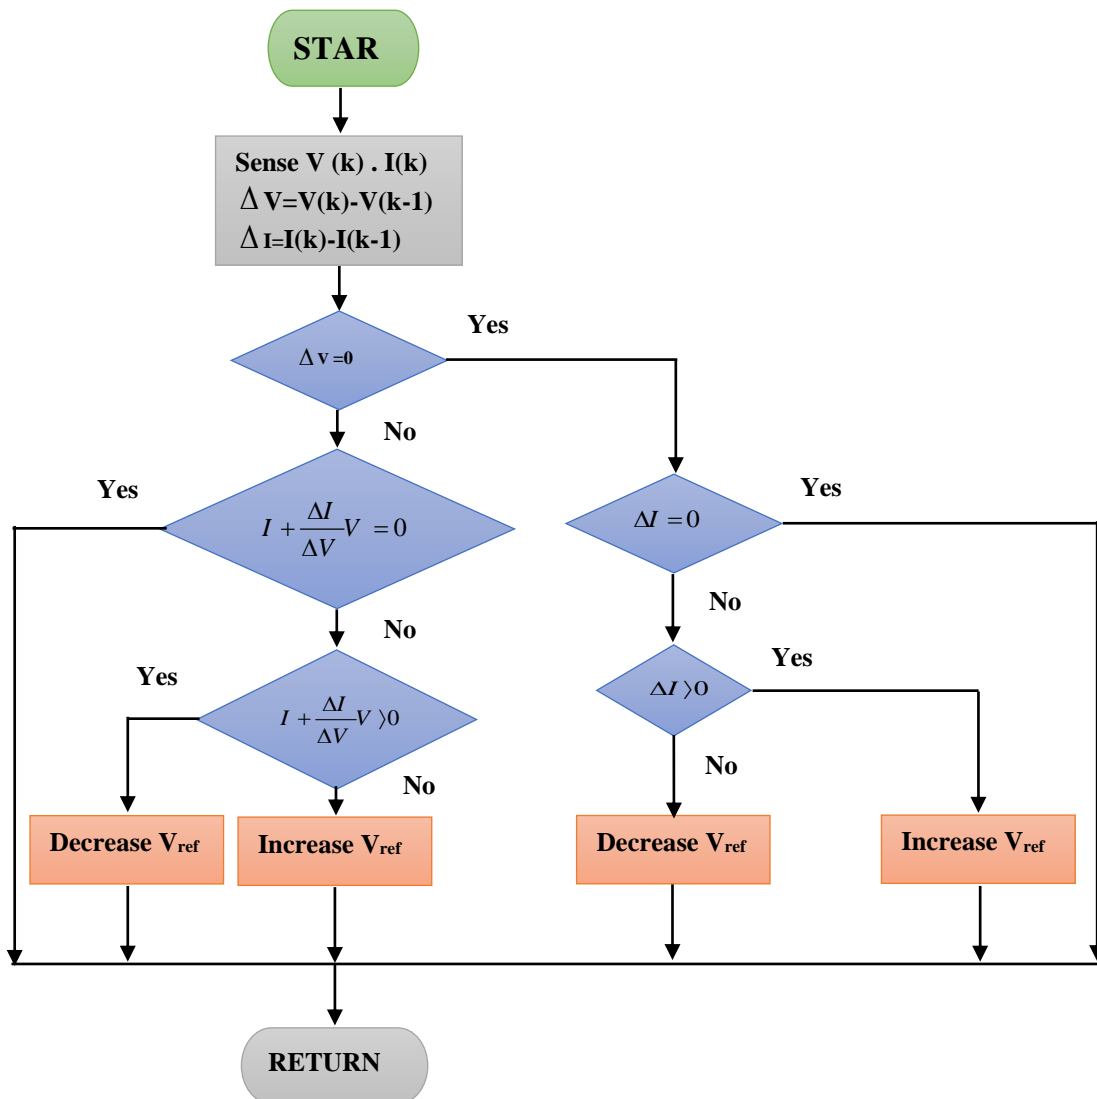 STAR
Sense V (k) . I(k)
Δ V=V(k)-V(k-1)
Δ I=I(k)-I(k-1)
Yes
Δ V=0
No
Yes
Yes
I + ΔI/ΔV V = 0
ΔI = 0
No
No
Yes
Yes
I + ΔI/ΔV V 〉0
ΔI 〉0
No
No
Decrease Vref
Increase Vref
Decrease Vref
Increase Vref
RETURN